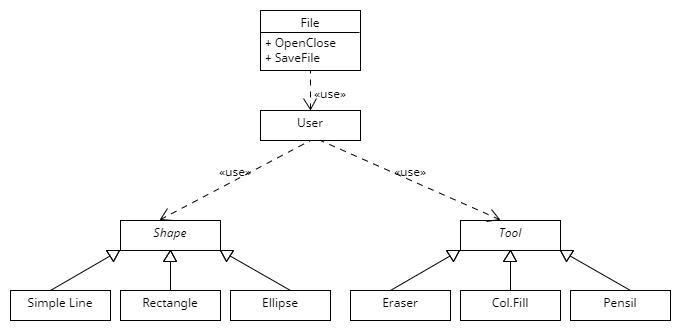 File
+ OpenClose
+ SaveFile
«use»
User
«use»
«use»
Shape
Tool
Simple Line
Rectangle
Ellipse
Eraser
Col.Fill
Pensil